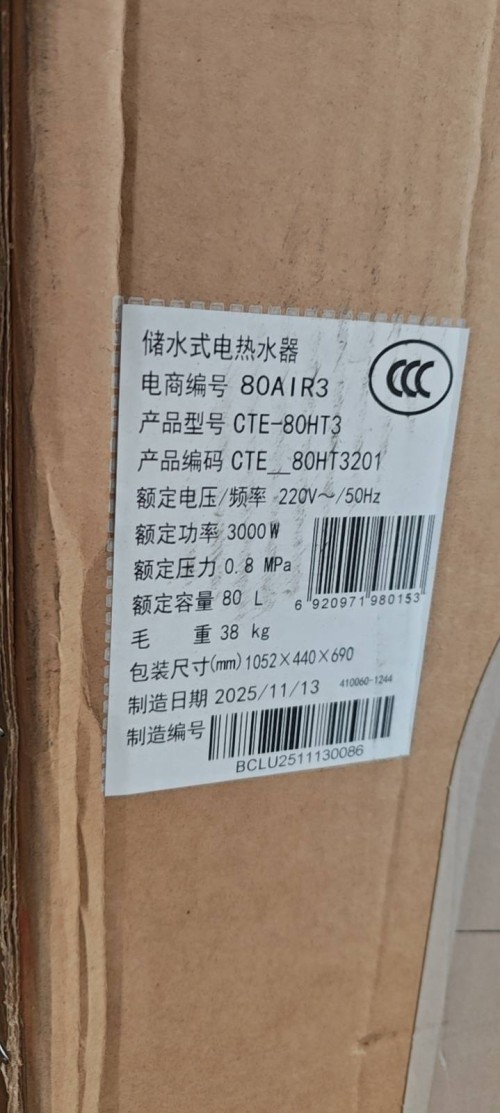 储水式电热水器
CCC
电商编号 80AIR3
产品型号 CTE-80HT3
产品编码 CTE__80HT3201
额定电压/频率 220V～/50Hz
额定功率 3000W
额定压力 0.8 MPa
额定容量 80 L
6 920971 980153
毛 重 38 kg
包装尺寸(mm)1052×440×690
制造日期 2025/11/13
410060-1244
制造编号
BCLU2511130086